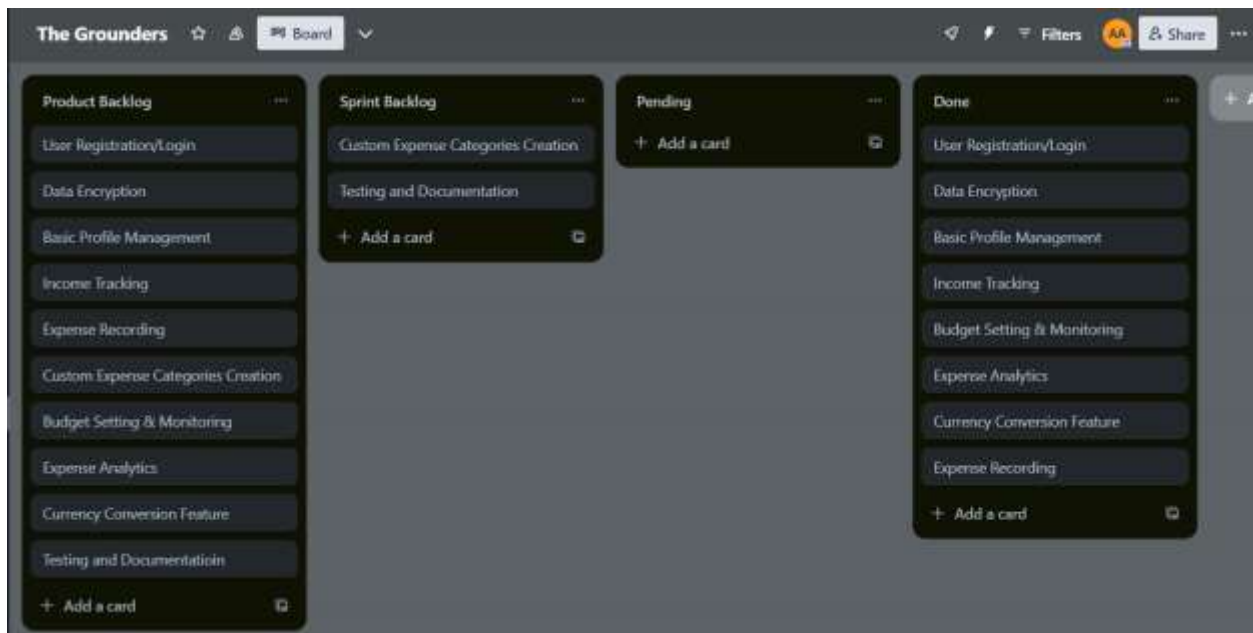 The Grounders
Board
Filters
AA
Share
Product Backlog
User Registration/Login
Data Encryption
Basic Profile Management
Income Tracking
Expense Recording
Custom Expense Categories Creation
Budget Setting & Monitoring
Expense Analytics
Currency Conversion Feature
Testing and Documentatioin
+ Add a card
Sprint Backlog
Custom Expense Categories Creation
Testing and Documentation
+ Add a card
Pending
+ Add a card
Done
User Registration/Login
Data Encryption
Basic Profile Management
Income Tracking
Budget Setting & Monitoring
Expense Analytics
Currency Conversion Feature
Expense Recording
+ Add a card